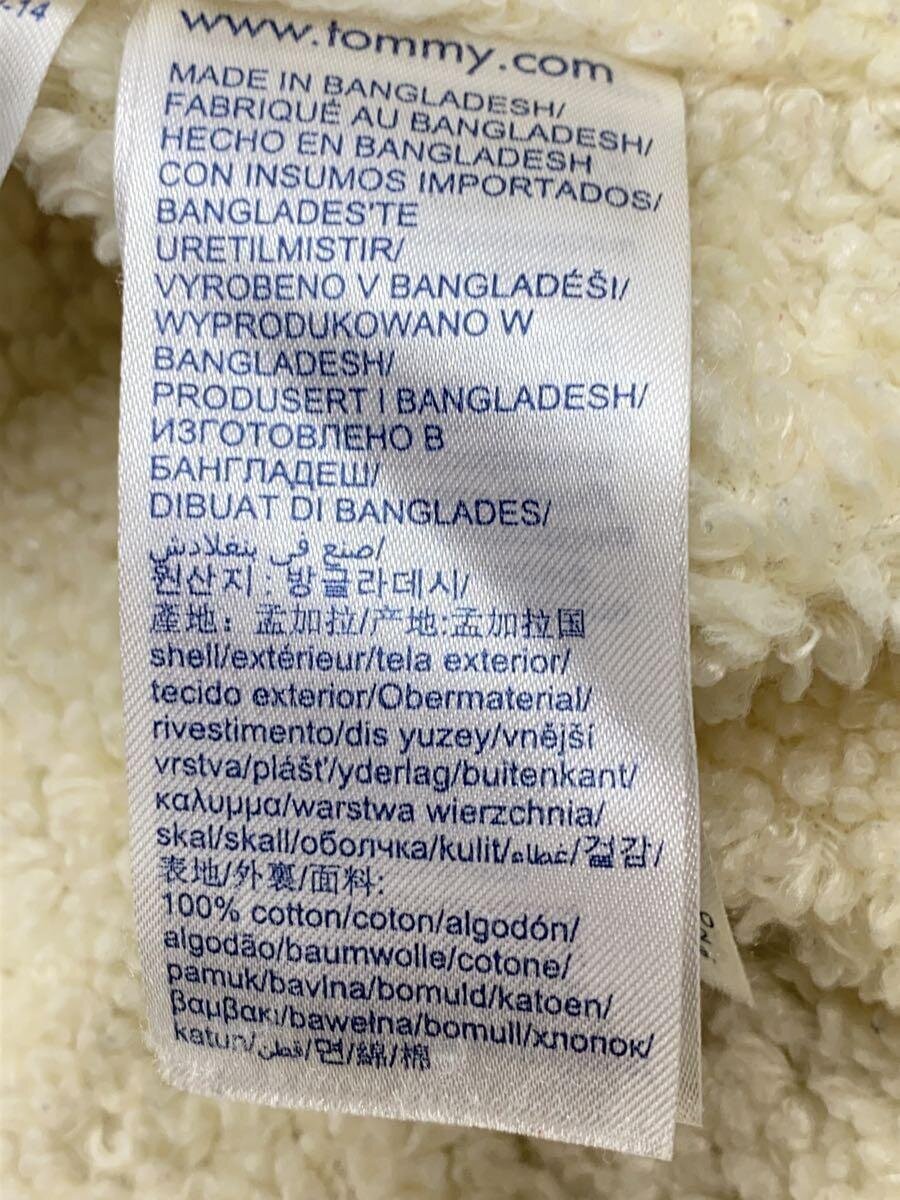 -14
www.tommy.com
MADE IN BANGLADESH/
FABRIQUÉ AU BANGLADESH/
HECHO EN BANGLADESH
CON INSUMOS IMPORTADOS/
BANGLADES'TE
URETILMISTIR/
VYROBENO V BANGLADÉŠI/
WYPRODUKOWANO W
BANGLADESH/
PRODUSERT I BANGLADESH/
ИЗГОТОВЛЕНО В
БАНГЛАДЕШ/
DIBUAT DI BANGLADES/
صنع في بنغلادش/
원산지 : 방글라데시/
產地：孟加拉/产地:孟加拉国
shell/extérieur/tela exterior/
tecido exterior/Obermaterial/
rivestimento/dis yuzey/vnější
vrstva/plášť/yderlag/buitenkant/
καλυμμα/warstwa wierzchnia/
skal/skall/оболчка/kulit/غطاء/겉감/
表地/外裏/面料:
100% cotton/coton/algodón/
algodão/baumwolle/cotone/
pamuk/bavlna/bomuld/katoen/
βαμβακι/bawełna/bomull/хлопок/
katun/قطن/면/綿/棉